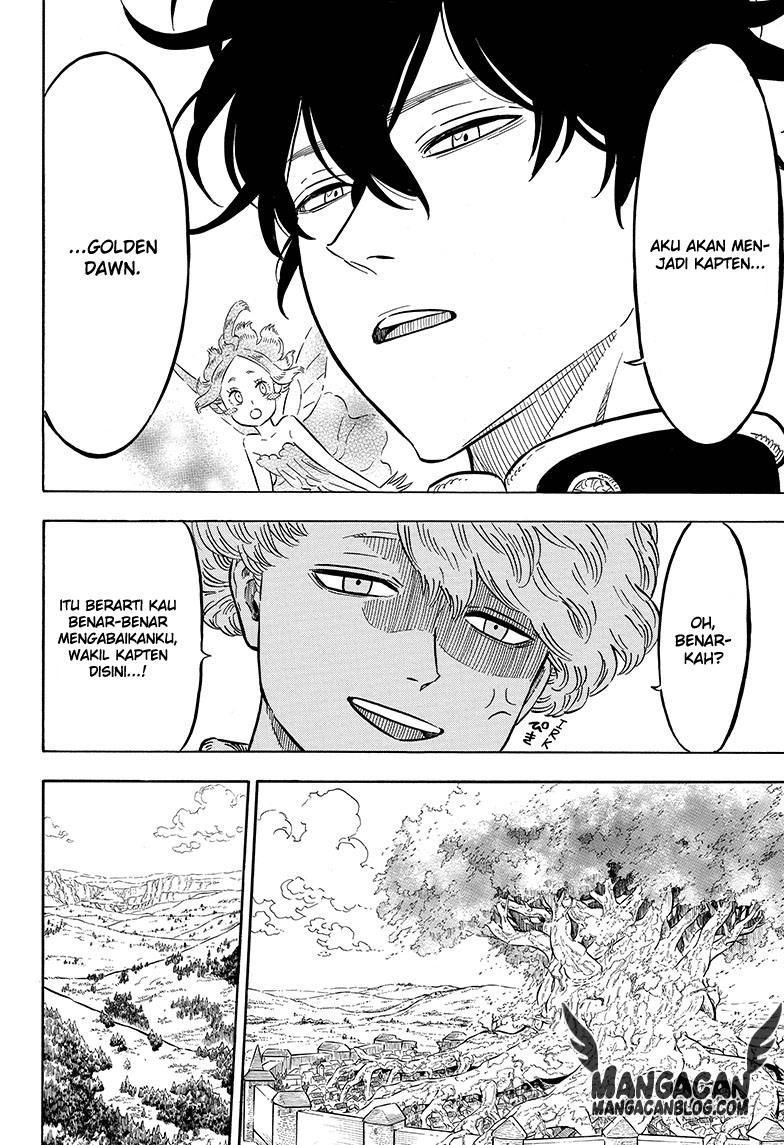 AKU AKAN MEN-
JADI KAPTEN...
...GOLDEN
DAWN.
OH,
BENAR-
KAH?
ITU BERARTI KAU
BENAR-BENAR
MENGABAIKANKU,
WAKIL KAPTEN
DISINI...!
MANGACAN
MANGACANBLOG.COM